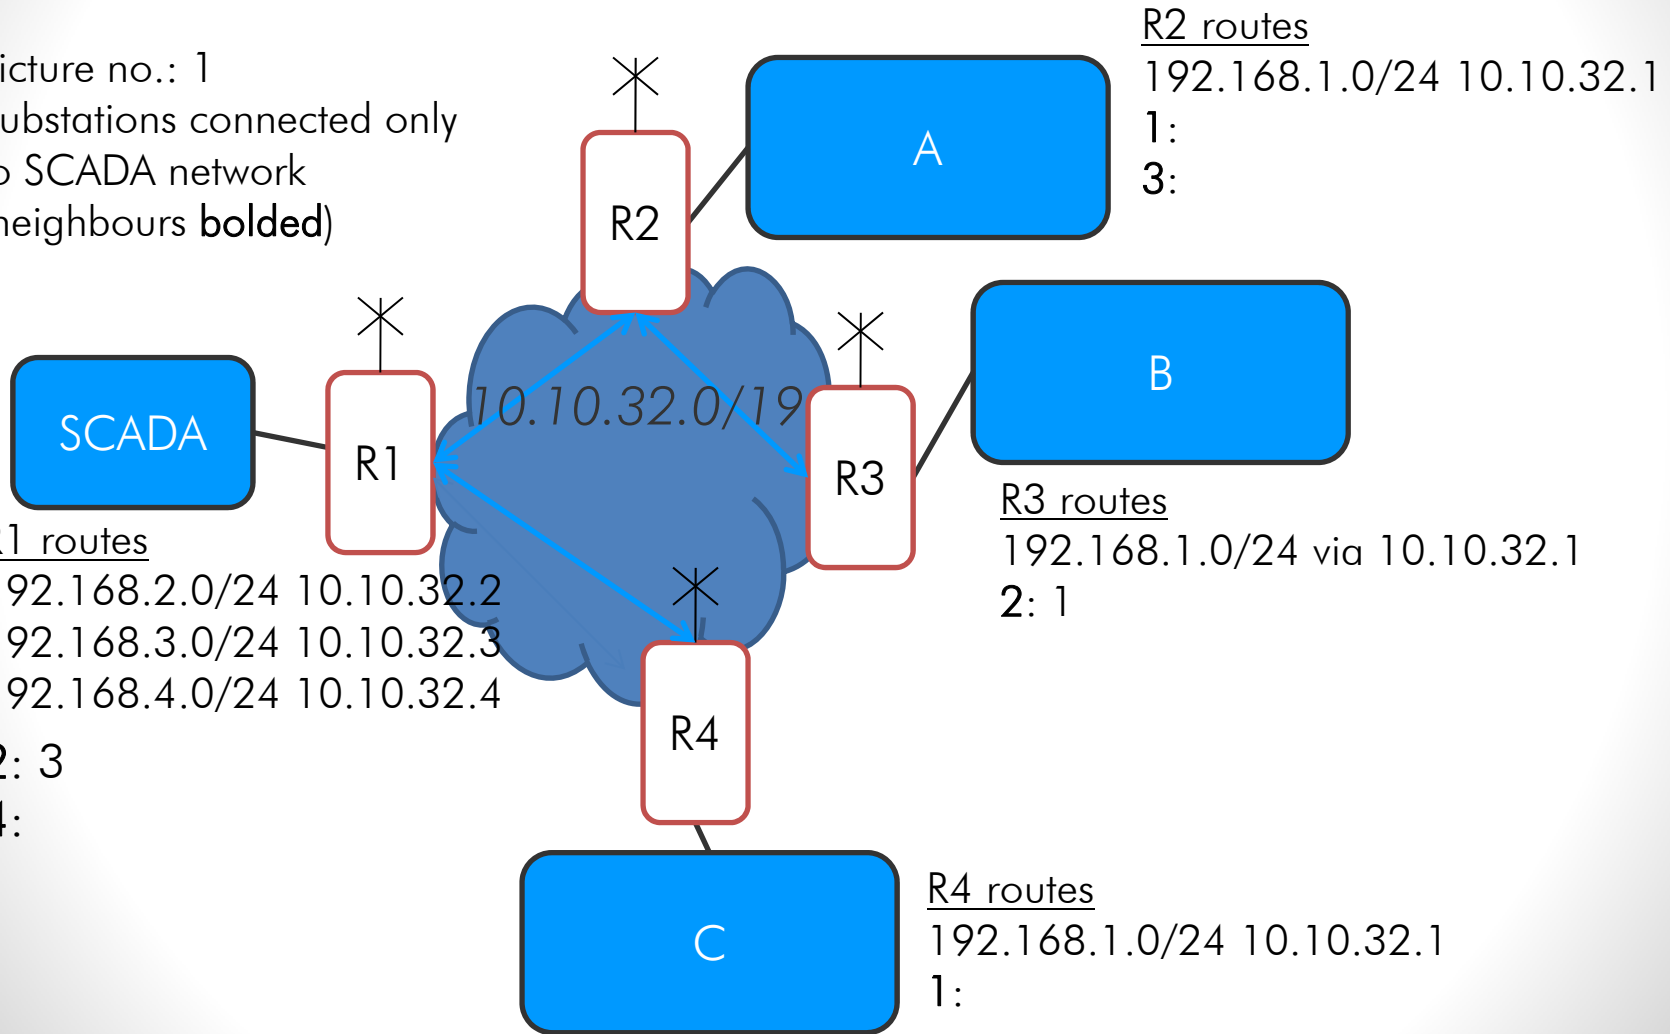 icture no.: 1
ubstations connected only
o SCADA network
neighbours bolded)
R2 routes
192.168.1.0/24 10.10.32.1
1:
3:
A
R2
B
10.10.32.0/19
SCADA
R1
R3
R3 routes
192.168.1.0/24 via 10.10.32.1
2: 1
1 routes
92.168.2.0/24 10.10.32.2
92.168.3.0/24 10.10.32.3
92.168.4.0/24 10.10.32.4
2: 3
4:
R4
C
R4 routes
192.168.1.0/24 10.10.32.1
1: